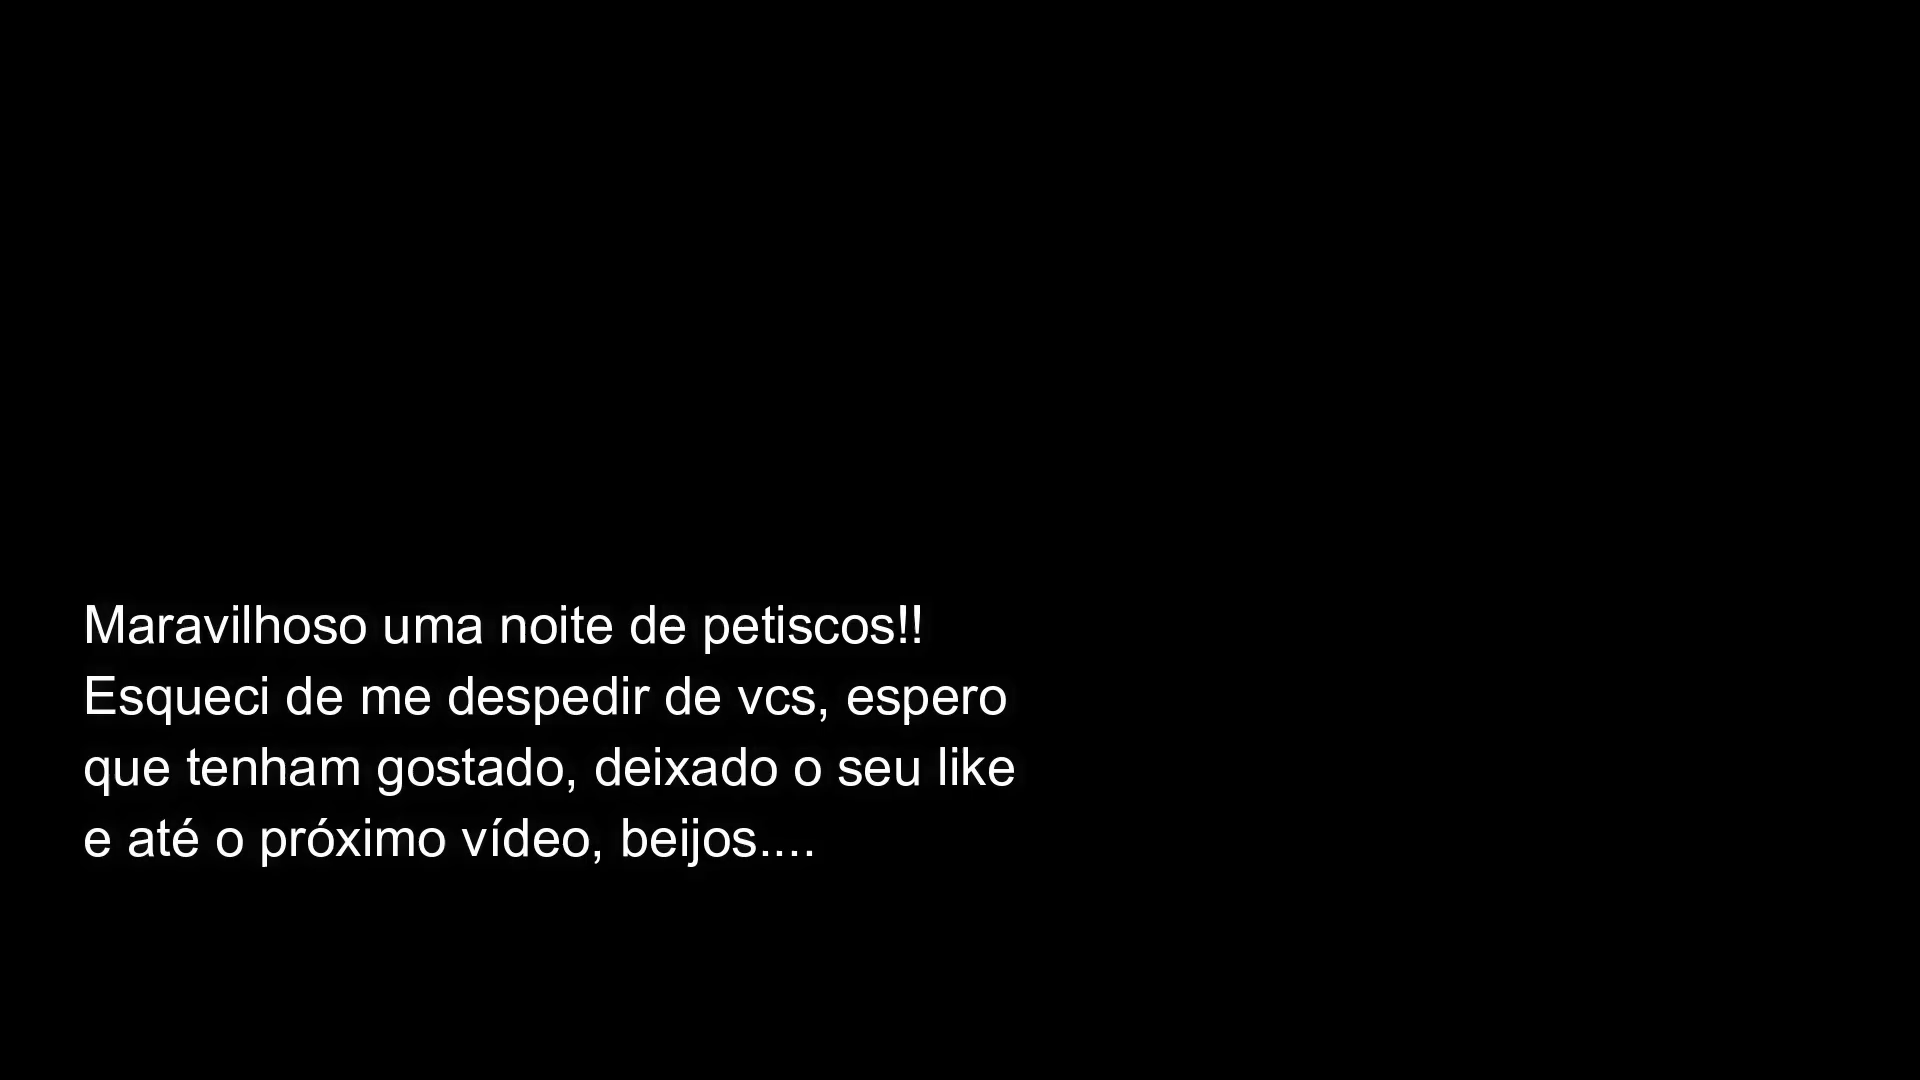 Maravilhoso uma noite de petiscos!!
Esqueci de me despedir de vcs, espero
que tenham gostado, deixado o seu like
e até o próximo vídeo, beijos....